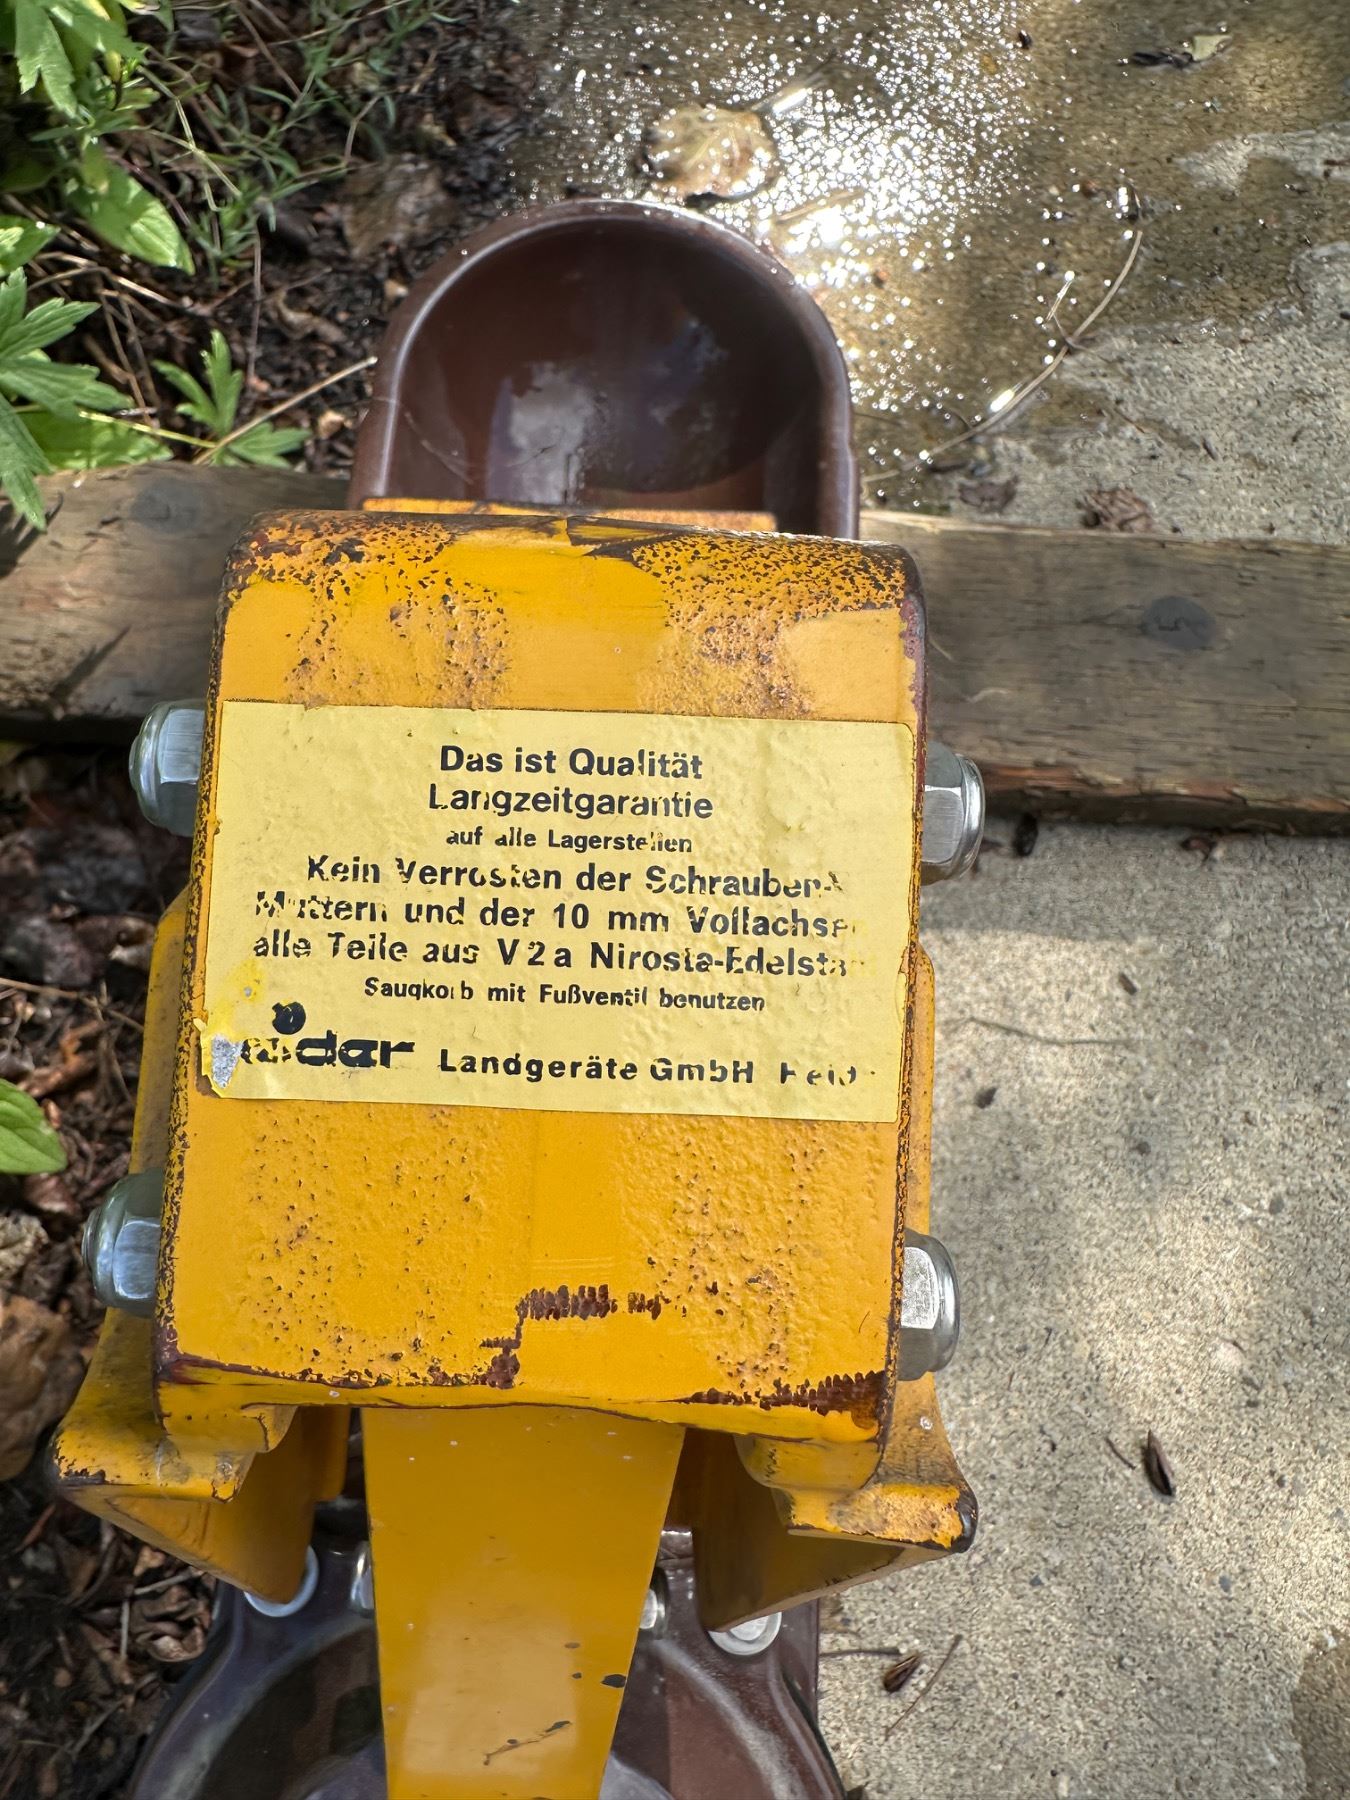 Das ist Qualität
Langzeitgarantie
auf alle Lagerstellen
Kein Verrosten der Schrauben
Muttern und der 10 mm Vollachse
alle Teile aus V2a Nirosta-Edelsta
Saugkorb mit Fußventil benutzen
Landgeräte GmbH